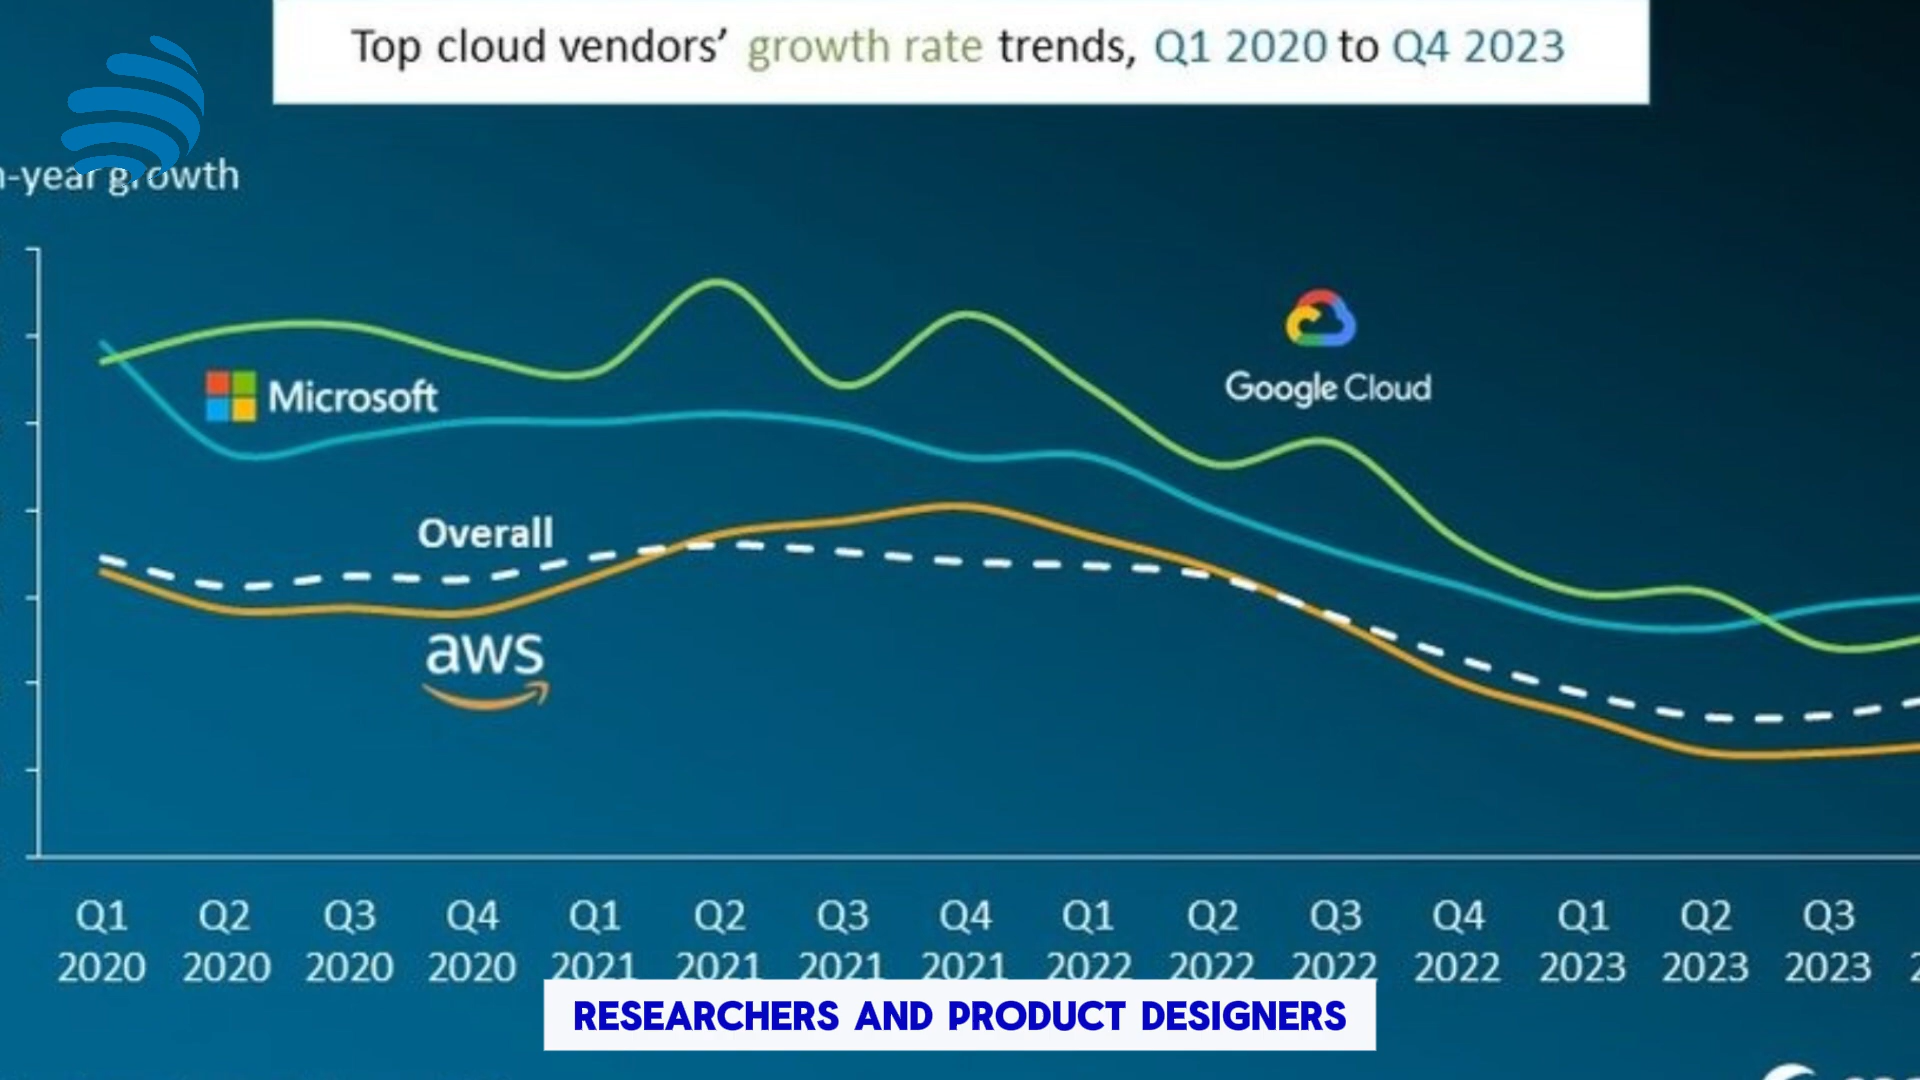 Top cloud vendors’ growth rate trends, Q1 2020 to Q4 2023
-year growth
Microsoft
Google Cloud
Overall
aws
Q1 Q2 Q3 Q4 Q1 Q2 Q3 Q4 Q1 Q2 Q3 Q4 Q1 Q2 Q3
2020 2020 2020 2020 2021 2021 2021 2021 2022 2022 2022 2022 2023 2023 2023
RESEARCHERS AND PRODUCT DESIGNERS